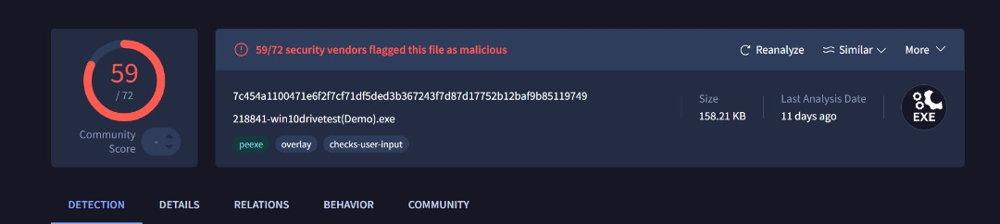 59
/ 72
Community
Score
59/72 security vendors flagged this file as malicious
Reanalyze
Similar
More
7c454a1100471e6f2f7cf71df5ded3b367243f7d87d17752b12baf9b85119749
218841-win10drivetest(Demo).exe
peexe
overlay
checks-user-input
Size
158.21 KB
Last Analysis Date
11 days ago
EXE
DETECTION
DETAILS
RELATIONS
BEHAVIOR
COMMUNITY